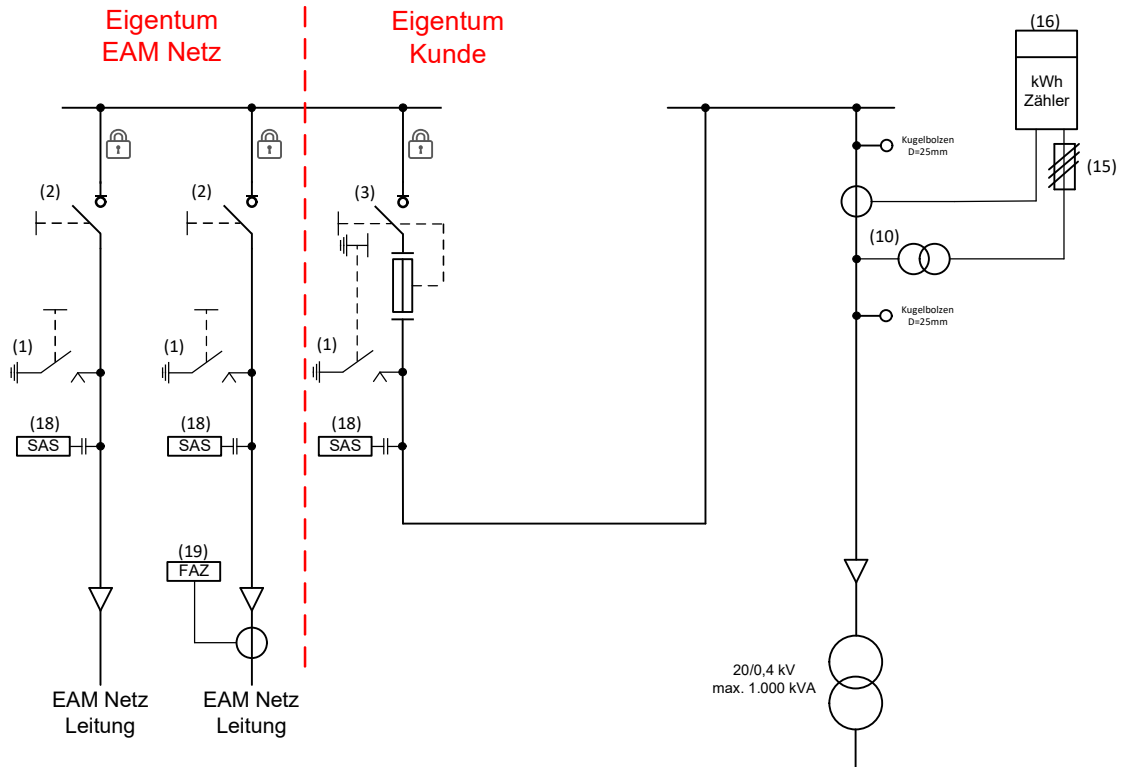 Eigentum
EAM Netz
Eigentum
Kunde
(16)
kWh
Zähler
Kugelbolzen
D=25mm
(15)
(2)
(2)
(3)
(10)
Kugelbolzen
D=25mm
(1)
(1)
(1)
(18)
SAS
(18)
SAS
(18)
SAS
(19)
FAZ
20/0,4 kV
max. 1.000 kVA
EAM Netz
Leitung
EAM Netz
Leitung